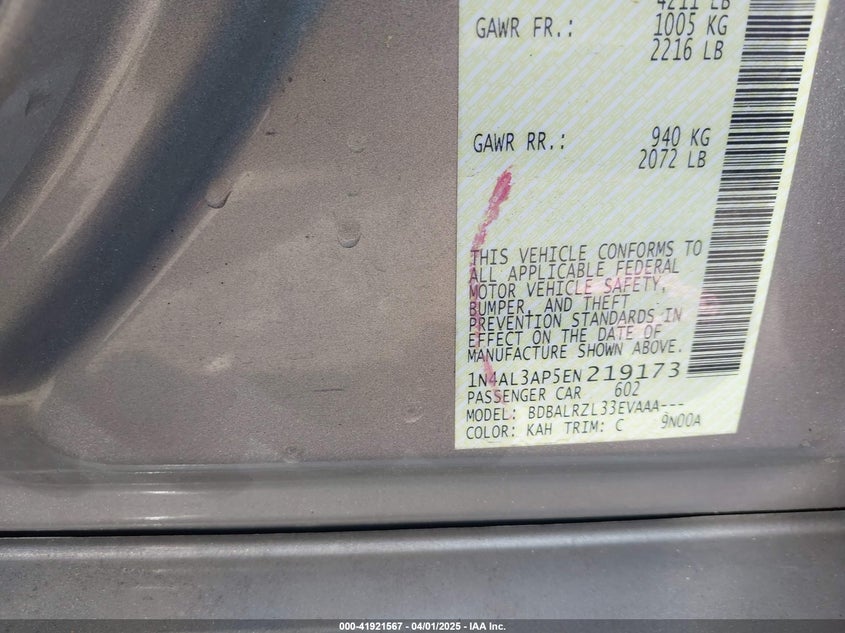 4211 LB
GAWR FR.: 1005 KG
2216 LB
GAWR RR.: 940 KG
2072 LB
THIS VEHICLE CONFORMS TO
ALL APPLICABLE FEDERAL
MOTOR VEHICLE SAFETY,
BUMPER, AND THEFT
PREVENTION STANDARDS IN
EFFECT ON THE DATE OF
MANUFACTURE SHOWN ABOVE.
1N4AL3AP5EN219173
PASSENGER CAR 602
MODEL: BDBALRZL33EVAAA---
COLOR: KAH TRIM: C 9N00A
000-41921567 - 04/01/2025 - IAA Inc.